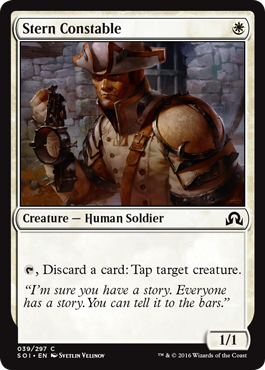 Stern Constable
Creature — Human Soldier
, Discard a card: Tap target creature.
"I'm sure you have a story. Everyone
has a story. You can tell it to the bars."
1/1
039/297 C
SOI • EN Svetlin Velinov
™ & © 2016 Wizards of the Coast